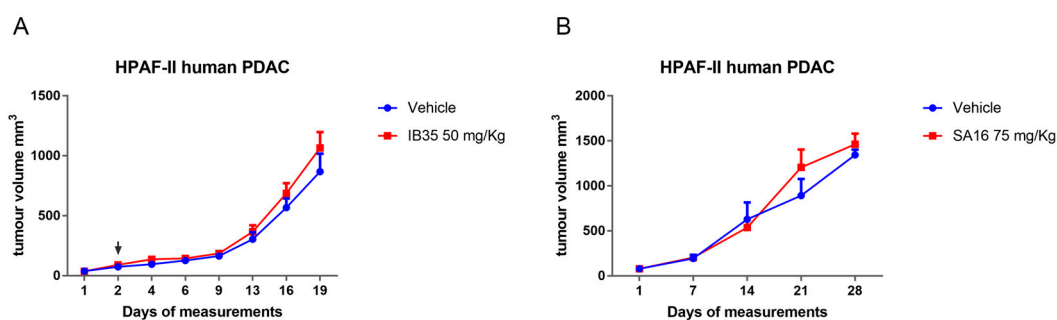 A
HPAF-II human PDAC
1500
1000
500
0
tumour volume mm³
1 2 4 6 9 13 16 19
Days of measurements
Vehicle
IB35 50 mg/Kg
B
HPAF-II human PDAC
2000
1500
1000
500
0
tumour volume mm³
1 7 14 21 28
Days of measurements
Vehicle
SA16 75 mg/Kg